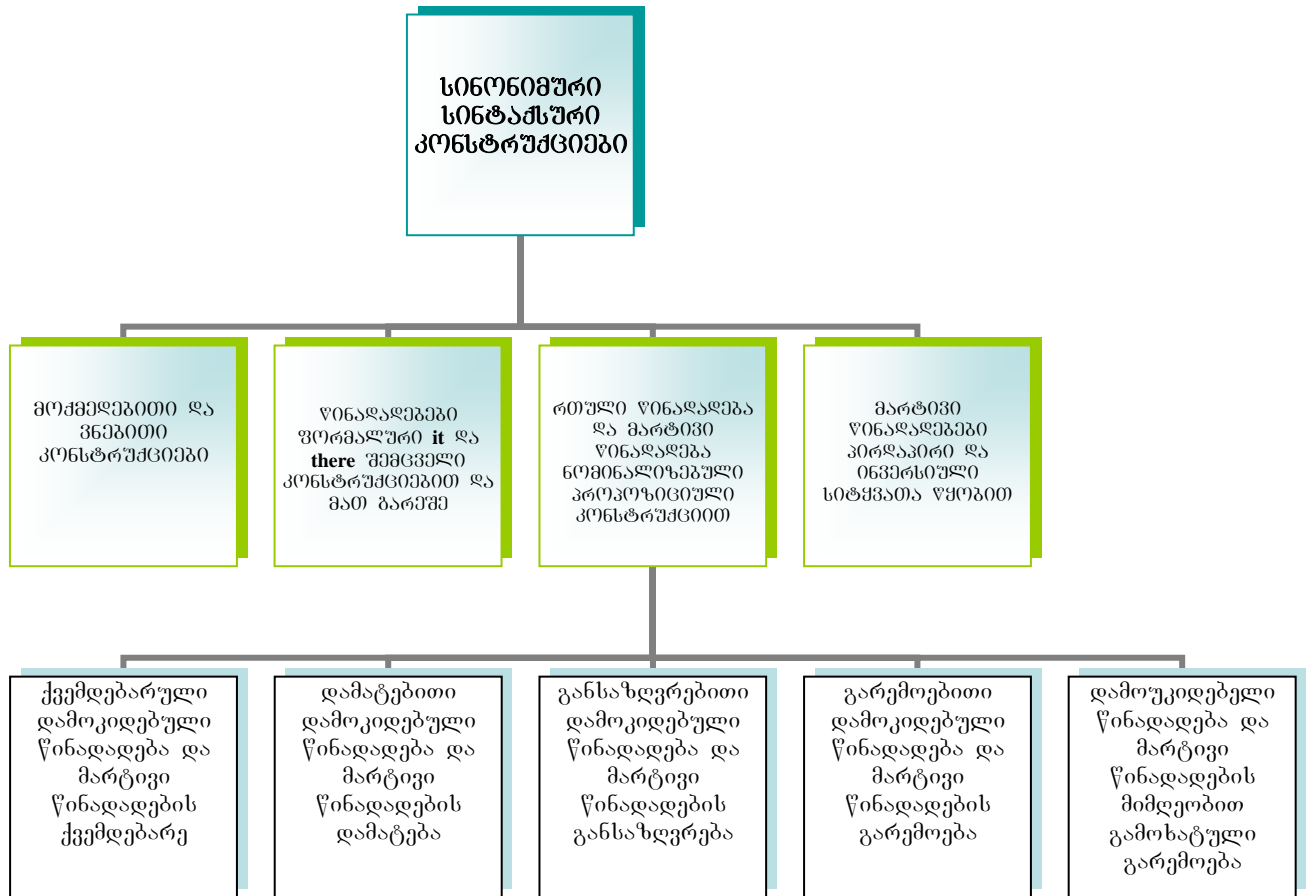 სინონიმური
სინტაქსური
კონსტრუქციები
მოქმედებითი და
ვნებითი
კონსტრუქციები
წინადადებები
ფორმალური it და
there შემცველი
კონსტრუქციებით და
მათ გარეშე
რთული წინადადება
და მარტივი
წინადადება
ნომინალიზებული
პროპოზიციული
კონსტრუქციით
მარტივი
წინადადებები
პირდაპირი და
ინვერსიული
სიტყვათა წყობით
ქვემდებარული
დამოკიდებული
წინადადება და
მარტივი
წინადადების
ქვემდებარე
დამატებითი
დამოკიდებული
წინადადება და
მარტივი
წინადადების
დამატება
განსაზღვრებითი
დამოკიდებული
წინადადება და
მარტივი
წინადადების
განსაზღვრება
გარემოებითი
დამოკიდებული
წინადადება და
მარტივი
წინადადების
გარემოება
დამოუკიდებელი
წინადადება და
მარტივი
წინადადების
მიმღეობით
გამოხატული
გარემოება